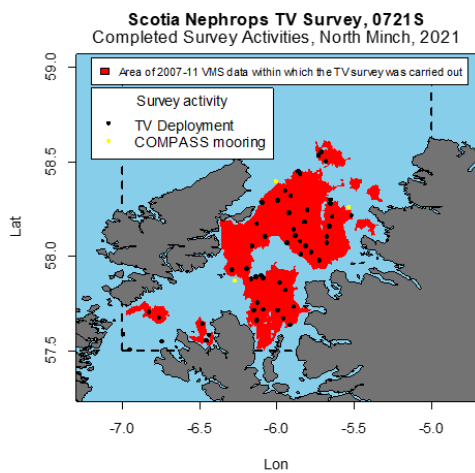 Scotia Nephrops TV Survey, 0721S
Completed Survey Activities, North Minch, 2021
Area of 2007-11 VMS data within which the TV survey was carried out
Survey activity
TV Deployment
COMPASS mooring
Lat
59.0
58.5
58.0
57.5
-7.0 -6.5 -6.0 -5.5 -5.0
Lon